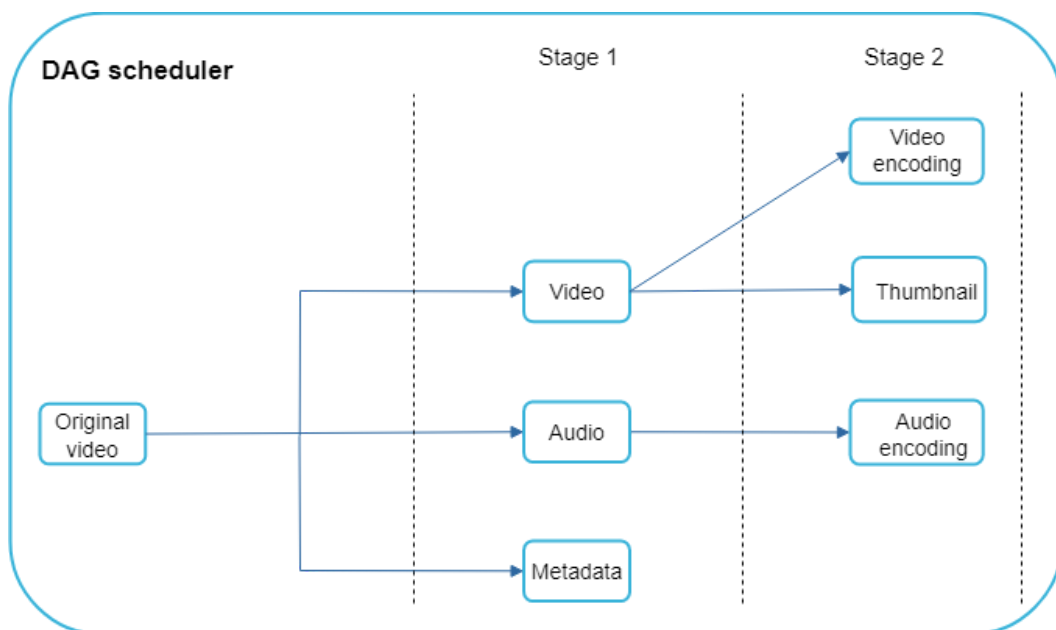 DAG scheduler
Stage 1
Stage 2
Video
encoding
Video
Thumbnail
Original
video
Audio
Audio
encoding
Metadata